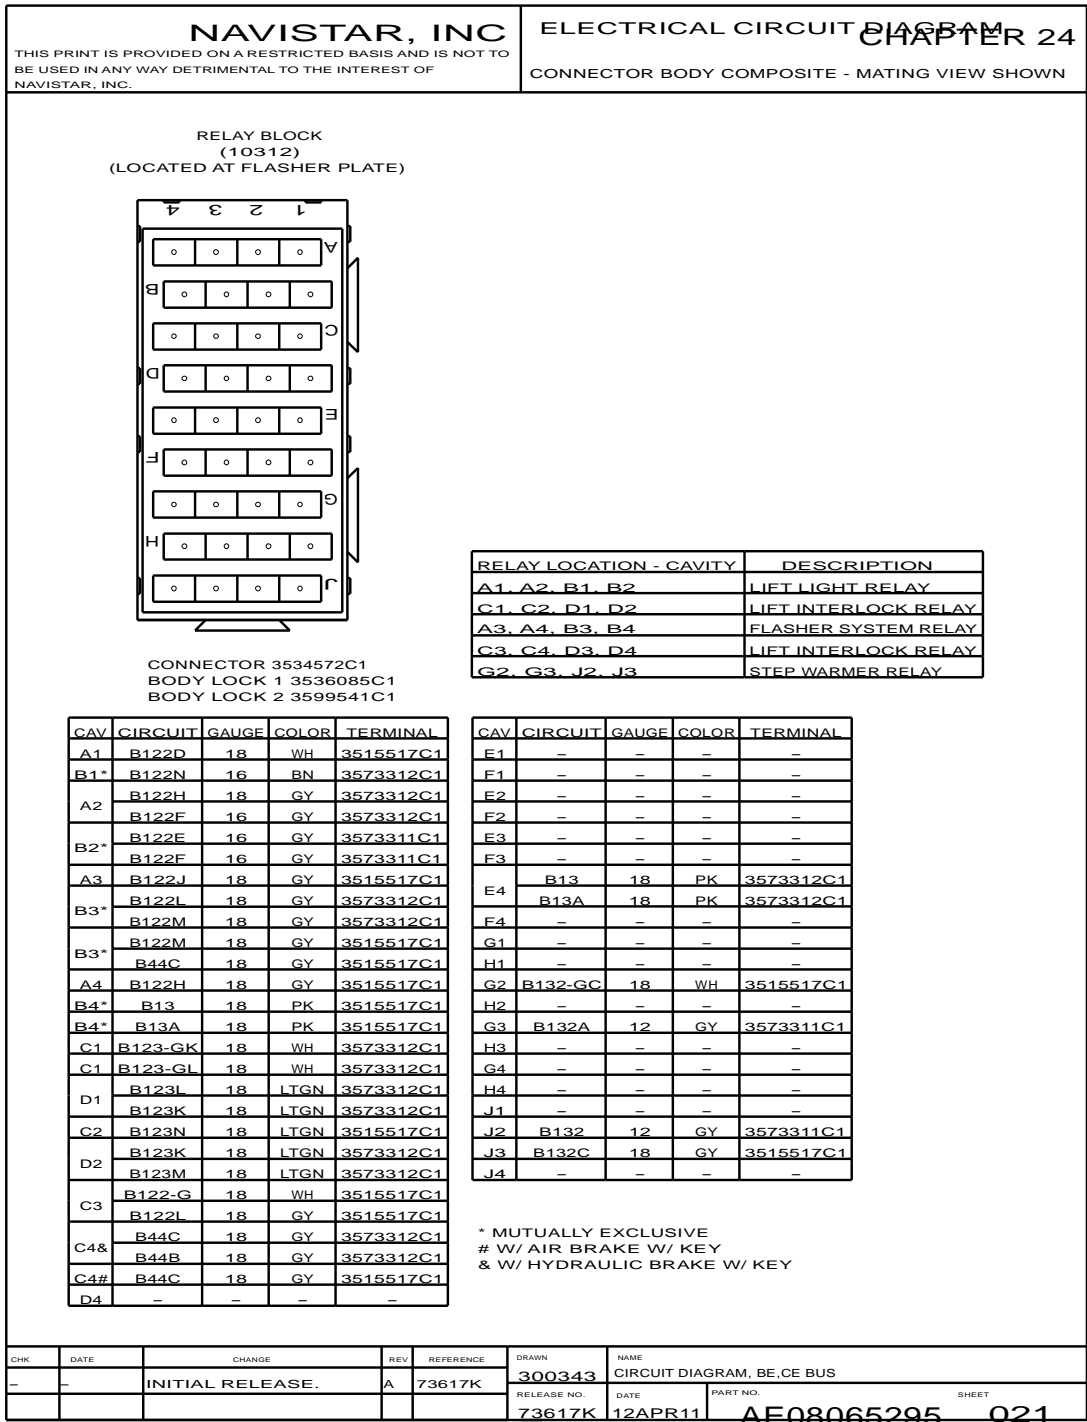 NAVISTAR, INC
THIS PRINT IS PROVIDED ON A RESTRICTED BASIS AND IS NOT TO
BE USED IN ANY WAY DETRIMENTAL TO THE INTEREST OF
NAVISTAR, INC.
ELECTRICAL CIRCUIT DIAGRAM
CHAPTER 24
CONNECTOR BODY COMPOSITE - MATING VIEW SHOWN
RELAY BLOCK
(10312)
(LOCATED AT FLASHER PLATE)
4 3 2 1
A
B
C
D
E
F
G
H
J
CONNECTOR 3534572C1
BODY LOCK 1 3536085C1
BODY LOCK 2 3599541C1
RELAY LOCATION - CAVITY DESCRIPTION
A1, A2, B1, B2 LIFT LIGHT RELAY
C1, C2, D1, D2 LIFT INTERLOCK RELAY
A3, A4, B3, B4 FLASHER SYSTEM RELAY
C3, C4, D3, D4 LIFT INTERLOCK RELAY
G2, G3, J2, J3 STEP WARMER RELAY
CAV CIRCUIT GAUGE COLOR TERMINAL
A1 B122D 18 WH 3515517C1
B1* B122N 16 BN 3573312C1
A2 B122H 18 GY 3573312C1
B122F 16 GY 3573312C1
B2* B122E 16 GY 3573311C1
B122F 16 GY 3573311C1
A3 B122J 18 GY 3515517C1
B3* B122L 18 GY 3573312C1
B122M 18 GY 3573312C1
B3* B122M 18 GY 3515517C1
B44C 18 GY 3515517C1
A4 B122H 18 GY 3515517C1
B4* B13 18 PK 3515517C1
B4* B13A 18 PK 3515517C1
C1 B123-GK 18 WH 3573312C1
C1 B123-GL 18 WH 3573312C1
D1 B123L 18 LTGN 3573312C1
B123K 18 LTGN 3573312C1
C2 B123N 18 LTGN 3515517C1
D2 B123K 18 LTGN 3573312C1
B123M 18 LTGN 3573312C1
C3 B122-G 18 WH 3515517C1
B122L 18 GY 3515517C1
C4& B44C 18 GY 3573312C1
B44B 18 GY 3573312C1
C4# B44C 18 GY 3515517C1
D4 – – – –
CAV CIRCUIT GAUGE COLOR TERMINAL
E1 – – – –
F1 – – – –
E2 – – – –
F2 – – – –
E3 – – – –
F3 – – – –
E4 B13 18 PK 3573312C1
B13A 18 PK 3573312C1
F4 – – – –
G1 – – – –
H1 – – – –
G2 B132-GC 18 WH 3515517C1
H2 – – – –
G3 B132A 12 GY 3573311C1
H3 – – – –
G4 – – – –
H4 – – – –
J1 – – – –
J2 B132 12 GY 3573311C1
J3 B132C 18 GY 3515517C1
J4 – – – –
* MUTUALLY EXCLUSIVE
# W/ AIR BRAKE W/ KEY
& W/ HYDRAULIC BRAKE W/ KEY
CHK DATE CHANGE REV REFERENCE
– – INITIAL RELEASE. A 73617K
DRAWN
300343
NAME
CIRCUIT DIAGRAM, BE,CE BUS
RELEASE NO.
73617K
DATE
12APR11
PART NO.
AE08065295
SHEET
021